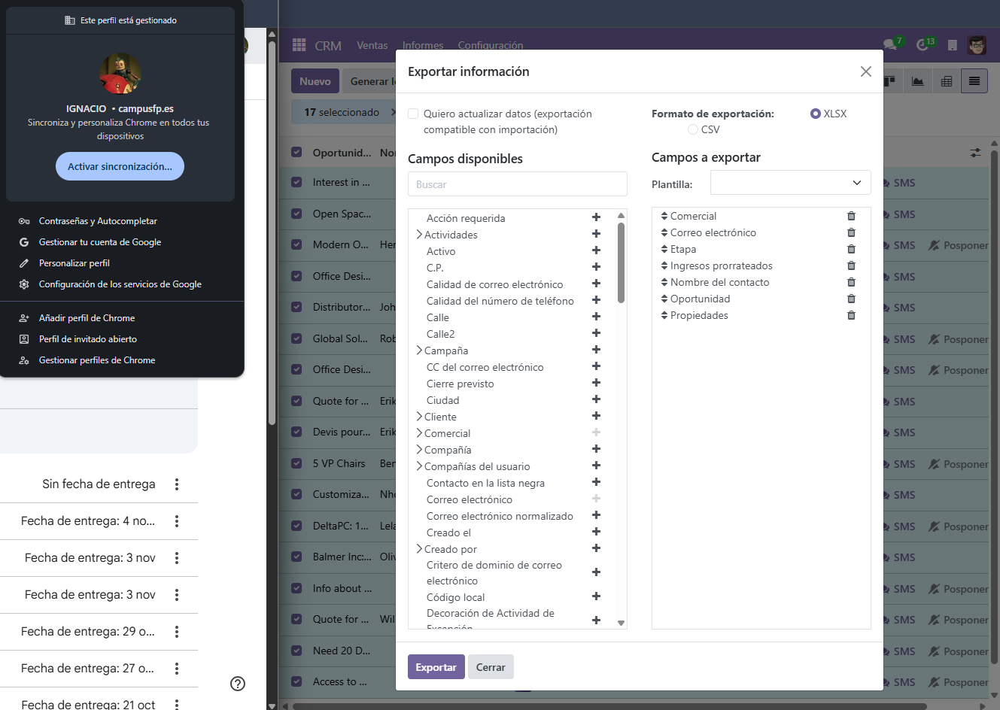 Este perfil está gestionado
IGNACIO • campusfp.es
Sincroniza y personaliza Chrome en todos tus
dispositivos
Activar sincronización...
Contraseñas y Autocompletar
Gestionar tu cuenta de Google
Personalizar perfil
Configuración de los servicios de Google
Añadir perfil de Chrome
Perfil de invitado abierto
Gestionar perfiles de Chrome
Sin fecha de entrega
Fecha de entrega: 4 no...
Fecha de entrega: 3 nov
Fecha de entrega: 3 nov
Fecha de entrega: 29 o...
Fecha de entrega: 27 o...
Fecha de entrega: 21 oct
CRM Ventas Informes Configuración 7 13
Nuevo Generar
17 seleccionado
Oportunid...
Interest in ... SMS
Open Spac... SMS
Modern O... SMS Posponer
Office Desi... SMS
Distributor... SMS
Global Sol... SMS Posponer
Office Desi... SMS Posponer
Quote for ... Erik SMS
Devis pour... Erik SMS
5 VP Chairs SMS Posponer
Customiza... SMS
DeltaPC: 1... SMS Posponer
Balmer Inc:... SMS
Info about ... SMS Posponer
Quote for ... SMS Posponer
Need 20 D... SMS Posponer
Access to ... SMS Posponer
Exportar información
Quiero actualizar datos (exportación
compatible con importación)
Formato de exportación: XLSX
CSV
Campos disponibles
Buscar
Acción requerida
Actividades
Activo
C.P.
Calidad de correo electrónico
Calidad del número de teléfono
Calle
Calle2
Campaña
CC del correo electrónico
Cierre previsto
Ciudad
Cliente
Comercial
Compañía
Compañías del usuario
Contacto en la lista negra
Correo electrónico
Correo electrónico normalizado
Creado el
Creado por
Critero de dominio de correo
electrónico
Código local
Decoración de Actividad de
Excepción
Campos a exportar
Plantilla:
Comercial
Correo electrónico
Etapa
Ingresos prorrateados
Nombre del contacto
Oportunidad
Propiedades
Exportar Cerrar